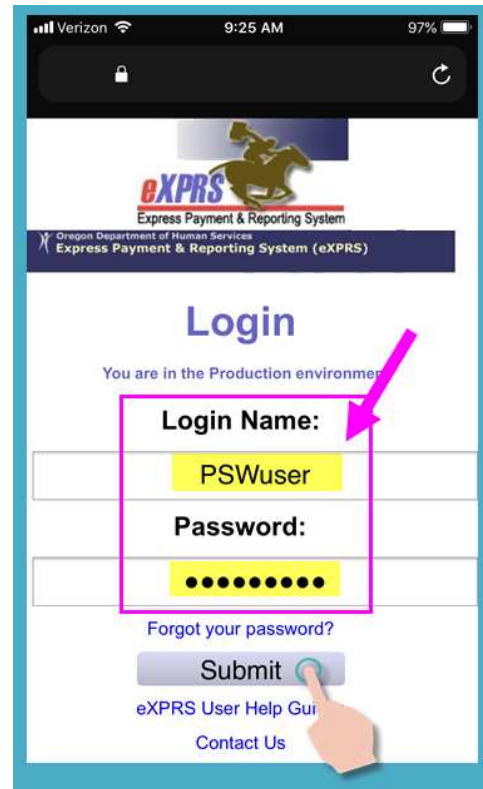 Verizon 9:25 AM 97%
eXPRS
Express Payment & Reporting System
Oregon Department of Human Services
Express Payment & Reporting System (eXPRS)
Login
You are in the Production environmen
Login Name:
PSWuser
Password:
●●●●●●●●●
Forgot your password?
Submit
eXPRS User Help Gui
Contact Us